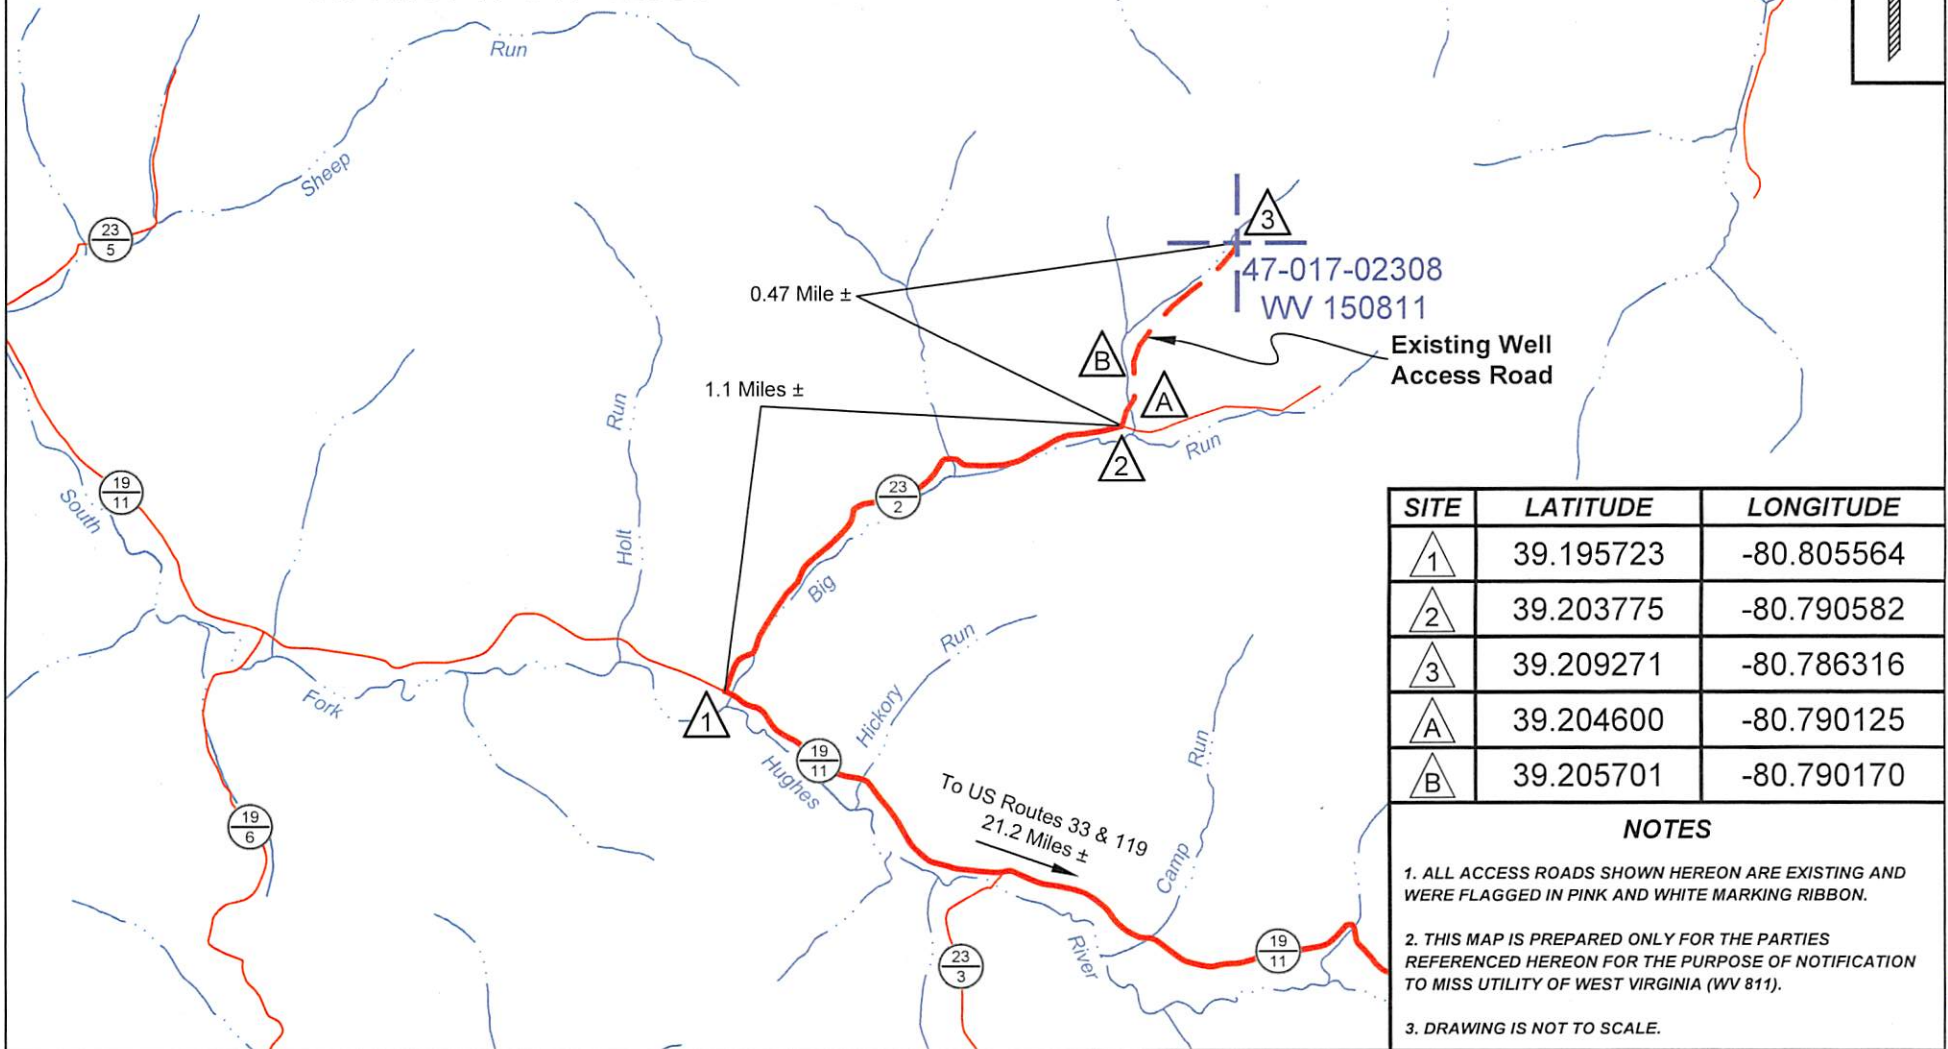 Run
Sheep
23
5
3
47-017-02308
WV 150811
0.47 Mile ±
Existing Well
Access Road
B
A
1.1 Miles ±
Run
Run
2
19
11
South
23
2
Holt
Big
Run
Fork
Hickory
1
19
11
Hughes
Run
To US Routes 33 & 119
21.2 Miles ±
19
6
Camp
River
23
3
19
11
SITE LATITUDE LONGITUDE
1 39.195723 -80.805564
2 39.203775 -80.790582
3 39.209271 -80.786316
A 39.204600 -80.790125
B 39.205701 -80.790170
NOTES
1. ALL ACCESS ROADS SHOWN HEREON ARE EXISTING AND
WERE FLAGGED IN PINK AND WHITE MARKING RIBBON.
2. THIS MAP IS PREPARED ONLY FOR THE PARTIES
REFERENCED HEREON FOR THE PURPOSE OF NOTIFICATION
TO MISS UTILITY OF WEST VIRGINIA (WV 811).
3. DRAWING IS NOT TO SCALE.